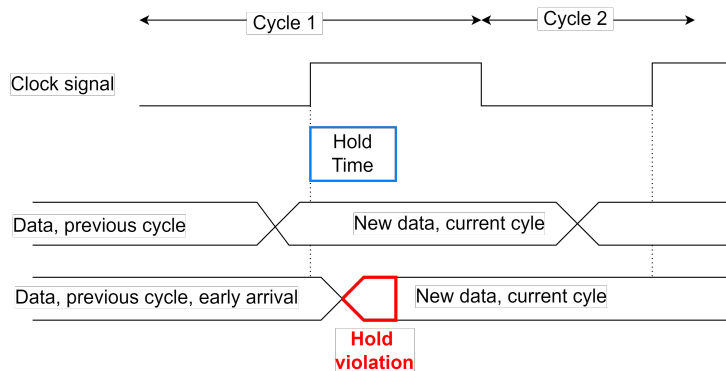 Cycle 1
Cycle 2
Clock signal
Hold
Time
Data, previous cycle
New data, current cyle
Data, previous cycle, early arrival
New data, current cyle
Hold
violation